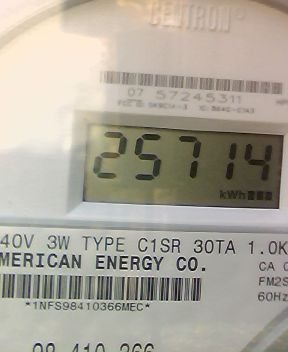 CENTRON®
07 57245311
25714
kWh
40V 3W TYPE C1SR 30TA 1.0K
MERICAN ENERGY CO.
CA 0
FM2S
60Hz
*1NFS98410366MEC*
98 410 366